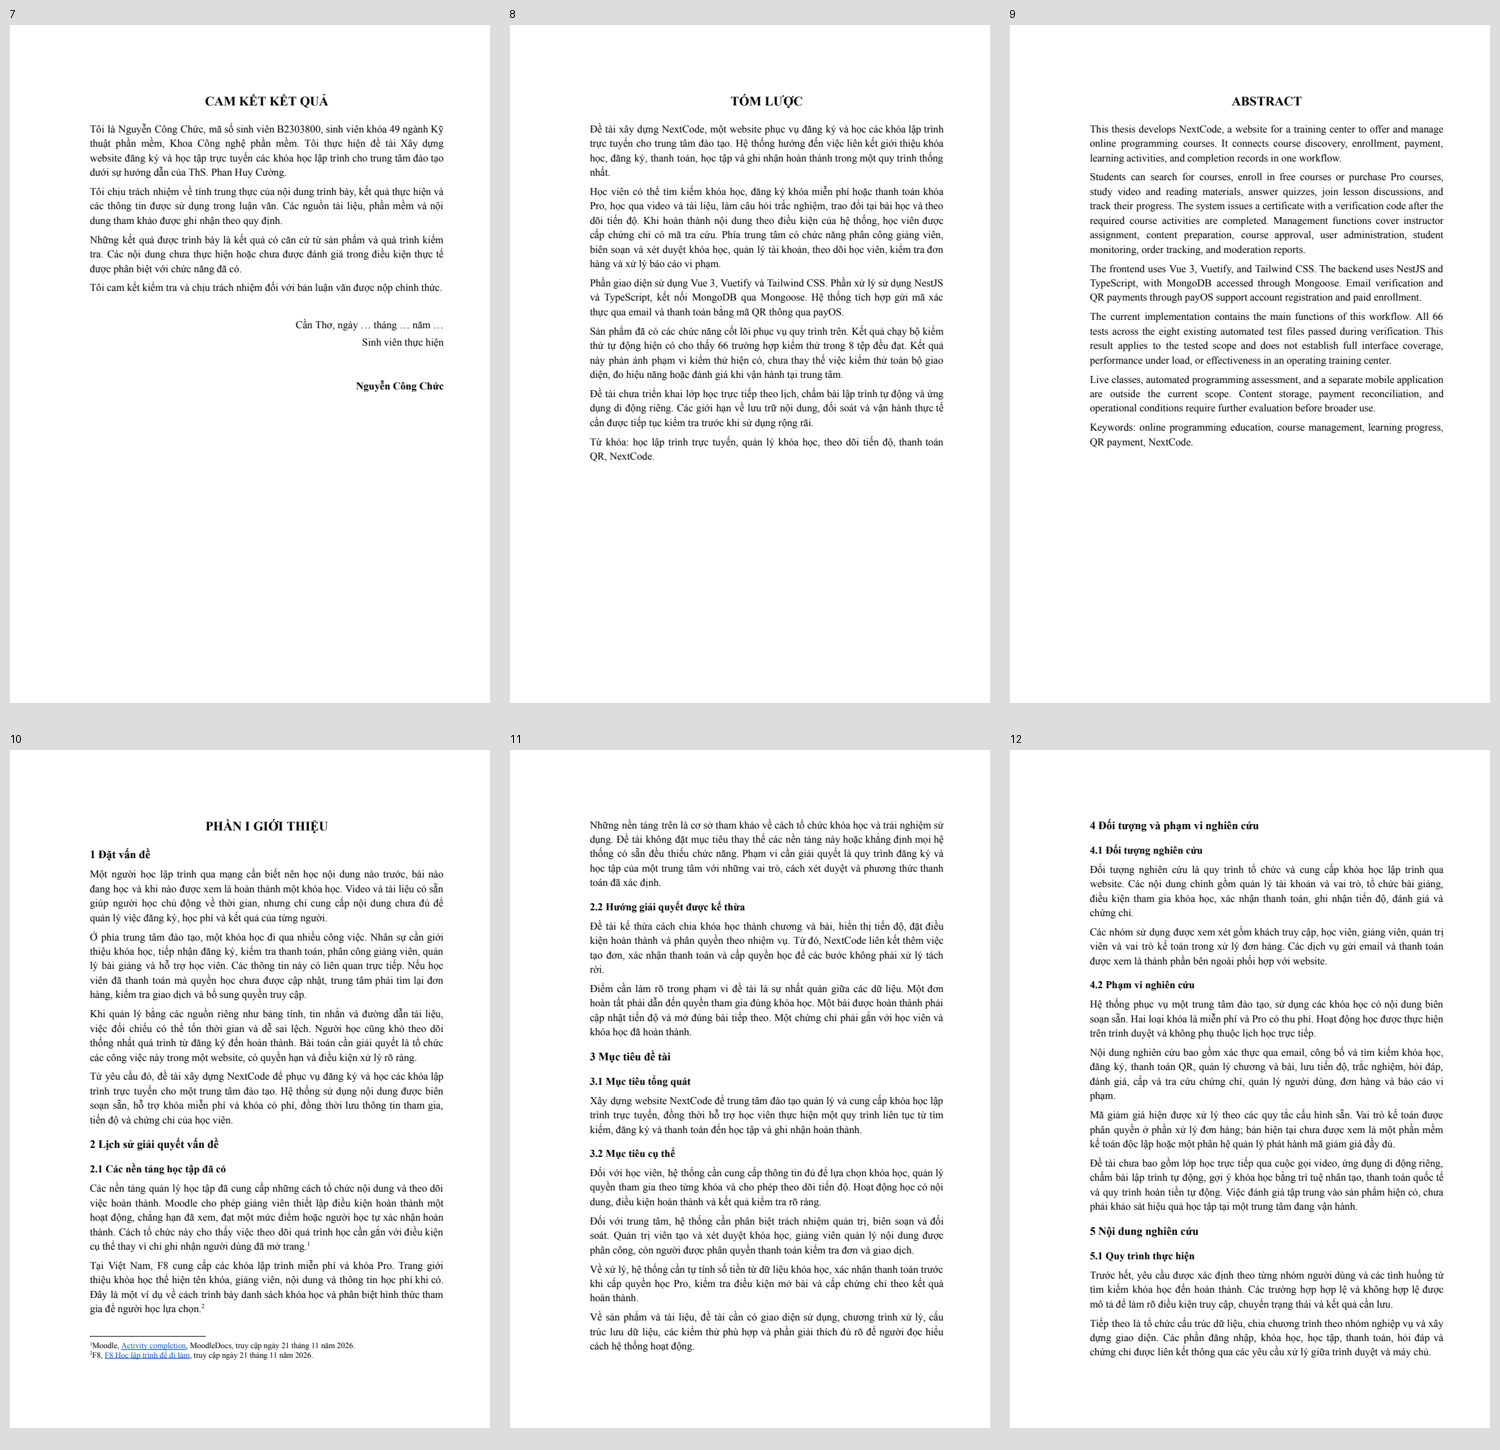 7
CAM KẾT KẾT QUẢ
Tôi là Nguyễn Công Chức, mã số sinh viên B2303800, sinh viên khóa 49 ngành Kỹ
thuật phần mềm, Khoa Công nghệ phần mềm. Tôi thực hiện đề tài Xây dựng
website đăng ký và học tập trực tuyến các khóa học lập trình cho trung tâm đào tạo
dưới sự hướng dẫn của ThS. Phan Huy Cường.
Tôi chịu trách nhiệm về tính trung thực của nội dung trình bày, kết quả thực hiện và
các thông tin được sử dụng trong luận văn. Các nguồn tài liệu, phần mềm và nội
dung tham khảo được ghi nhận theo quy định.
Những kết quả được trình bày là kết quả có căn cứ từ sản phẩm và quá trình kiểm
tra. Các nội dung chưa thực hiện hoặc chưa được đánh giá trong điều kiện thực tế
được phân biệt với chức năng đã có.
Tôi cam kết kiểm tra và chịu trách nhiệm đối với bản luận văn được nộp chính thức.
Cần Thơ, ngày … tháng … năm …
Sinh viên thực hiện
Nguyễn Công Chức
8
TÓM LƯỢC
Đề tài xây dựng NextCode, một website phục vụ đăng ký và học các khóa lập trình
trực tuyến cho trung tâm đào tạo. Hệ thống hướng đến việc liên kết giới thiệu khóa
học, đăng ký, thanh toán, học tập và ghi nhận hoàn thành trong một quy trình thống
nhất.
Học viên có thể tìm kiếm khóa học, đăng ký khóa miễn phí hoặc thanh toán khóa
Pro, học qua video và tài liệu, làm câu hỏi trắc nghiệm, trao đổi tại bài học và theo
dõi tiến độ. Khi hoàn thành nội dung theo điều kiện của hệ thống, học viên được
cấp chứng chỉ có mã tra cứu. Phía trung tâm có chức năng phân công giảng viên,
biên soạn và xét duyệt khóa học, quản lý tài khoản, theo dõi học viên, kiểm tra đơn
hàng và xử lý báo cáo vi phạm.
Phần giao diện sử dụng Vue 3, Vuetify và Tailwind CSS. Phần xử lý sử dụng NestJS
và TypeScript, kết nối MongoDB qua Mongoose. Hệ thống tích hợp gửi mã xác
thực qua email và thanh toán bằng mã QR thông qua payOS.
Sản phẩm đã có các chức năng cốt lõi phục vụ quy trình trên. Kết quả chạy bộ kiểm
thử tự động hiện có cho thấy 66 trường hợp kiểm thử trong 8 tệp đều đạt. Kết quả
này phản ánh phạm vi kiểm thử hiện có, chưa thay thế việc kiểm thử toàn bộ giao
diện, đo hiệu năng hoặc đánh giá khi vận hành tại trung tâm.
Đề tài chưa triển khai lớp học trực tiếp theo lịch, chấm bài lập trình tự động và ứng
dụng di động riêng. Các giới hạn về lưu trữ nội dung, đối soát và vận hành thực tế
cần được tiếp tục kiểm tra trước khi sử dụng rộng rãi.
Từ khóa: học lập trình trực tuyến, quản lý khóa học, theo dõi tiến độ, thanh toán
QR, NextCode.
9
ABSTRACT
This thesis develops NextCode, a website for a training center to offer and manage
online programming courses. It connects course discovery, enrollment, payment,
learning activities, and completion records in one workflow.
Students can search for courses, enroll in free courses or purchase Pro courses,
study video and reading materials, answer quizzes, join lesson discussions, and
track their progress. The system issues a certificate with a verification code after the
required course activities are completed. Management functions cover instructor
assignment, content preparation, course approval, user administration, student
monitoring, order tracking, and moderation reports.
The frontend uses Vue 3, Vuetify, and Tailwind CSS. The backend uses NestJS and
TypeScript, with MongoDB accessed through Mongoose. Email verification and
QR payments through payOS support account registration and paid enrollment.
The current implementation contains the main functions of this workflow. All 66
tests across the eight existing automated test files passed during verification. This
result applies to the tested scope and does not establish full interface coverage,
performance under load, or effectiveness in an operating training center.
Live classes, automated programming assessment, and a separate mobile application
are outside the current scope. Content storage, payment reconciliation, and
operational conditions require further evaluation before broader use.
Keywords: online programming education, course management, learning progress,
QR payment, NextCode.
10
PHẦN I GIỚI THIỆU
1 Đặt vấn đề
Một người học lập trình qua mạng cần biết nên học nội dung nào trước, bài nào
đang học và khi nào được xem là hoàn thành một khóa học. Video và tài liệu có sẵn
giúp người học chủ động về thời gian, nhưng chỉ cung cấp nội dung chưa đủ để
quản lý việc đăng ký, học phí và kết quả của từng người.
Ở phía trung tâm đào tạo, một khóa học đi qua nhiều công việc. Nhân sự cần giới
thiệu khóa học, tiếp nhận đăng ký, kiểm tra thanh toán, phân công giảng viên, quản
lý bài giảng và hỗ trợ học viên. Các thông tin này có liên quan trực tiếp. Nếu học
viên đã thanh toán mà quyền học chưa được cập nhật, trung tâm phải tìm lại đơn
hàng, kiểm tra giao dịch và bổ sung quyền truy cập.
Khi quản lý bằng các nguồn riêng như bảng tính, tin nhắn và đường dẫn tài liệu,
việc đối chiếu có thể tốn thời gian và dễ sai lệch. Người học cũng khó theo dõi
thống nhất quá trình từ đăng ký đến hoàn thành. Bài toán cần giải quyết là tổ chức
các công việc này trong một website, có quyền hạn và điều kiện xử lý rõ ràng.
Từ yêu cầu đó, đề tài xây dựng NextCode để phục vụ đăng ký và học các khóa lập
trình trực tuyến cho một trung tâm đào tạo. Hệ thống sử dụng nội dung được biên
soạn sẵn, hỗ trợ khóa miễn phí và khóa có phí, đồng thời lưu thông tin tham gia,
tiến độ và chứng chỉ của học viên.
2 Lịch sử giải quyết vấn đề
2.1 Các nền tảng học tập đã có
Các nền tảng quản lý học tập đã cung cấp những cách tổ chức nội dung và theo dõi
việc hoàn thành. Moodle cho phép giảng viên thiết lập điều kiện hoàn thành một
hoạt động, chẳng hạn đã xem, đạt một mức điểm hoặc người học tự xác nhận hoàn
thành. Cách tổ chức này cho thấy việc theo dõi quá trình học cần gắn với điều kiện
cụ thể thay vì chỉ ghi nhận người dùng đã mở trang.1
Tại Việt Nam, F8 cung cấp các khóa lập trình miễn phí và khóa Pro. Trang giới
thiệu khóa học thể hiện tên khóa, giảng viên, nội dung và thông tin học phí khi có.
Đây là một ví dụ về cách trình bày danh sách khóa học và phân biệt hình thức tham
gia để người học lựa chọn.2
1Moodle, Activity completion, MoodleDocs, truy cập ngày 21 tháng 11 năm 2026.
2F8, F8 Học lập trình để đi làm, truy cập ngày 21 tháng 11 năm 2026.
11
Những nền tảng trên là cơ sở tham khảo về cách tổ chức khóa học và trải nghiệm sử
dụng. Đề tài không đặt mục tiêu thay thế các nền tảng này hoặc khẳng định mọi hệ
thống có sẵn đều thiếu chức năng. Phạm vi cần giải quyết là quy trình đăng ký và
học tập của một trung tâm với những vai trò, cách xét duyệt và phương thức thanh
toán đã xác định.
2.2 Hướng giải quyết được kế thừa
Đề tài kế thừa cách chia khóa học thành chương và bài, hiển thị tiến độ, đặt điều
kiện hoàn thành và phân quyền theo nhiệm vụ. Từ đó, NextCode liên kết thêm việc
tạo đơn, xác nhận thanh toán và cấp quyền học để các bước không phải xử lý tách
rời.
Điểm cần làm rõ trong phạm vi đề tài là sự nhất quán giữa các dữ liệu. Một đơn
hoàn tất phải dẫn đến quyền tham gia đúng khóa học. Một bài được hoàn thành phải
cập nhật tiến độ và mở đúng bài tiếp theo. Một chứng chỉ phải gắn với học viên và
khóa học đã hoàn thành.
3 Mục tiêu đề tài
3.1 Mục tiêu tổng quát
Xây dựng website NextCode để trung tâm đào tạo quản lý và cung cấp khóa học lập
trình trực tuyến, đồng thời hỗ trợ học viên thực hiện một quy trình liên tục từ tìm
kiếm, đăng ký và thanh toán đến học tập và ghi nhận hoàn thành.
3.2 Mục tiêu cụ thể
Đối với học viên, hệ thống cần cung cấp thông tin đủ để lựa chọn khóa học, quản lý
quyền tham gia theo từng khóa và cho phép theo dõi tiến độ. Hoạt động học có nội
dung, điều kiện hoàn thành và kết quả kiểm tra rõ ràng.
Đối với trung tâm, hệ thống cần phân biệt trách nhiệm quản trị, biên soạn và đối
soát. Quản trị viên tạo và xét duyệt khóa học, giảng viên quản lý nội dung được
phân công, còn người được phân quyền thanh toán kiểm tra đơn và giao dịch.
Về xử lý, hệ thống cần tự tính số tiền từ dữ liệu khóa học, xác nhận thanh toán trước
khi cấp quyền học Pro, kiểm tra điều kiện mở bài và cấp chứng chỉ theo kết quả
hoàn thành.
Về sản phẩm và tài liệu, đề tài cần có giao diện sử dụng, chương trình xử lý, cấu
trúc lưu dữ liệu, các kiểm thử phù hợp và phần giải thích đủ rõ để người đọc hiểu
cách hệ thống hoạt động.
12
4 Đối tượng và phạm vi nghiên cứu
4.1 Đối tượng nghiên cứu
Đối tượng nghiên cứu là quy trình tổ chức và cung cấp khóa học lập trình qua
website. Các nội dung chính gồm quản lý tài khoản và vai trò, tổ chức bài giảng,
điều kiện tham gia khóa học, xác nhận thanh toán, ghi nhận tiến độ, đánh giá và
chứng chỉ.
Các nhóm sử dụng được xem xét gồm khách truy cập, học viên, giảng viên, quản trị
viên và vai trò kế toán trong xử lý đơn hàng. Các dịch vụ gửi email và thanh toán
được xem là thành phần bên ngoài phối hợp với website.
4.2 Phạm vi nghiên cứu
Hệ thống phục vụ một trung tâm đào tạo, sử dụng các khóa học có nội dung biên
soạn sẵn. Hai loại khóa là miễn phí và Pro có thu phí. Hoạt động học được thực hiện
trên trình duyệt và không phụ thuộc lịch học trực tiếp.
Nội dung nghiên cứu bao gồm xác thực qua email, công bố và tìm kiếm khóa học,
đăng ký, thanh toán QR, quản lý chương và bài, lưu tiến độ, trắc nghiệm, hỏi đáp,
đánh giá, cấp và tra cứu chứng chỉ, quản lý người dùng, đơn hàng và báo cáo vi
phạm.
Mã giảm giá hiện được xử lý theo các quy tắc cấu hình sẵn. Vai trò kế toán được
phân quyền ở phần xử lý đơn hàng; bản hiện tại chưa được xem là một phần mềm
kế toán độc lập hoặc một phân hệ quản lý phát hành mã giảm giá đầy đủ.
Đề tài chưa bao gồm lớp học trực tiếp qua cuộc gọi video, ứng dụng di động riêng,
chấm bài lập trình tự động, gợi ý khóa học bằng trí tuệ nhân tạo, thanh toán quốc tế
và quy trình hoàn tiền tự động. Việc đánh giá tập trung vào sản phẩm hiện có, chưa
phải khảo sát hiệu quả học tập tại một trung tâm đang vận hành.
5 Nội dung nghiên cứu
5.1 Quy trình thực hiện
Trước hết, yêu cầu được xác định theo từng nhóm người dùng và các tình huống từ
tìm kiếm khóa học đến hoàn thành. Các trường hợp hợp lệ và không hợp lệ được
mô tả để làm rõ điều kiện truy cập, chuyển trạng thái và kết quả cần lưu.
Tiếp theo là tổ chức cấu trúc dữ liệu, chia chương trình theo nhóm nghiệp vụ và xây
dựng giao diện. Các phần đăng nhập, khóa học, học tập, thanh toán, hỏi đáp và
chứng chỉ được liên kết thông qua các yêu cầu xử lý giữa trình duyệt và máy chủ.